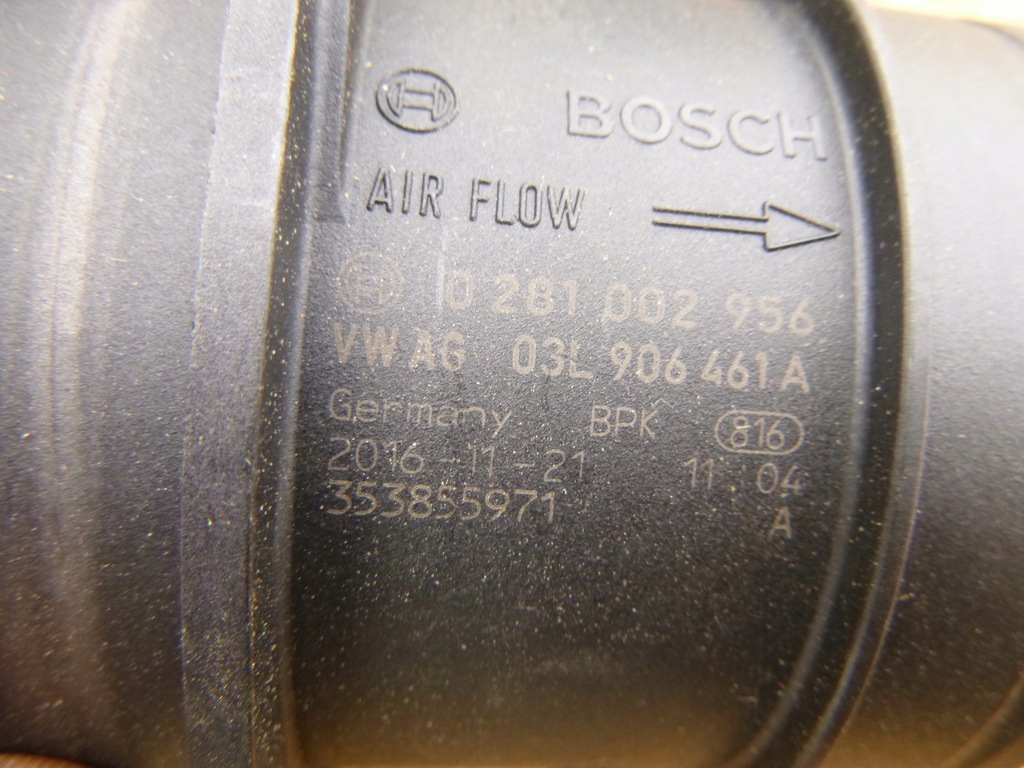 BOSCH
AIR FLOW
0 281 002 956
VW AG 03L 906 461 A
Germany BPK 816
2016-11-21 11:04
353855971 A